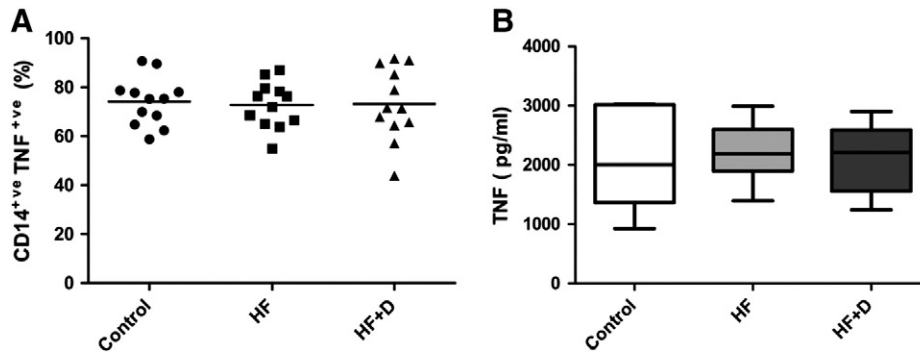 A
CD14+ve TNF +ve (%)
100
80
60
40
20
0
Control
HF
HF+D
B
TNF ( pg/ml)
4000
3000
2000
1000
0
Control
HF
HF+D